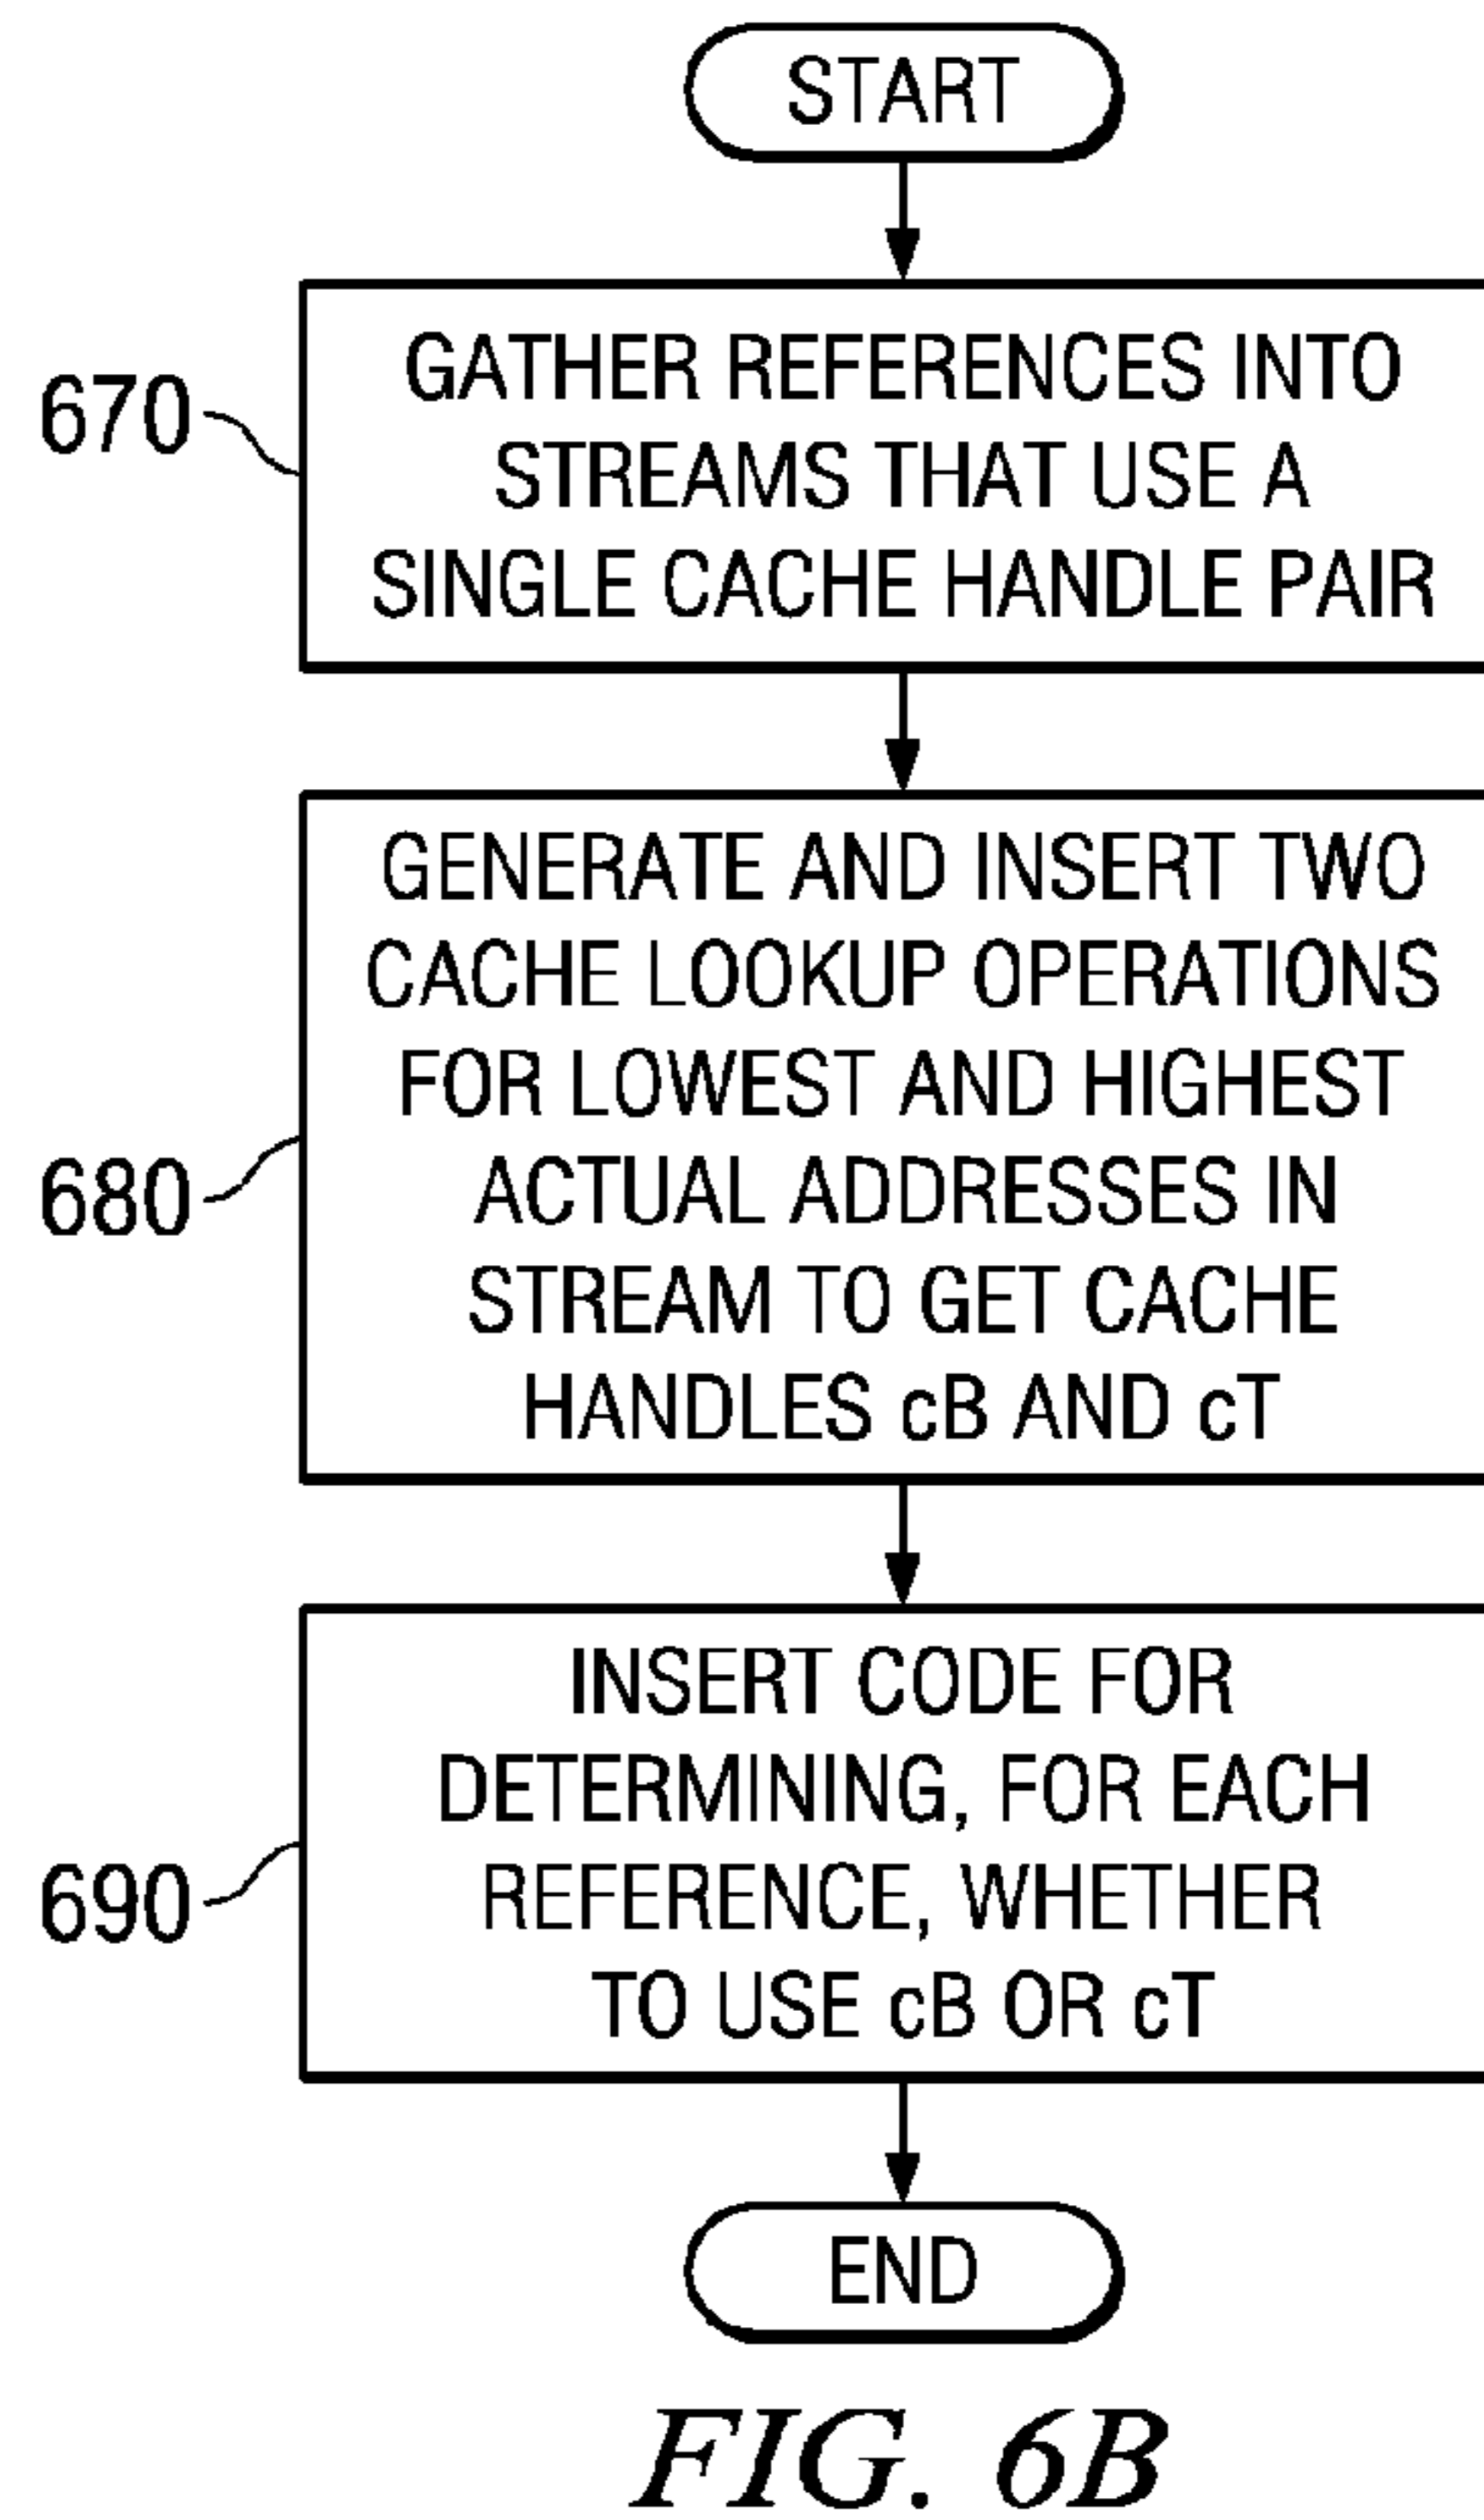 START
670
GATHER REFERENCES INTO
STREAMS THAT USE A
SINGLE CACHE HANDLE PAIR
680
GENERATE AND INSERT TWO
CACHE LOOKUP OPERATIONS
FOR LOWEST AND HIGHEST
ACTUAL ADDRESSES IN
STREAM TO GET CACHE
HANDLES cB AND cT
690
INSERT CODE FOR
DETERMINING, FOR EACH
REFERENCE, WHETHER
TO USE cB OR cT
END
FIG. 6B